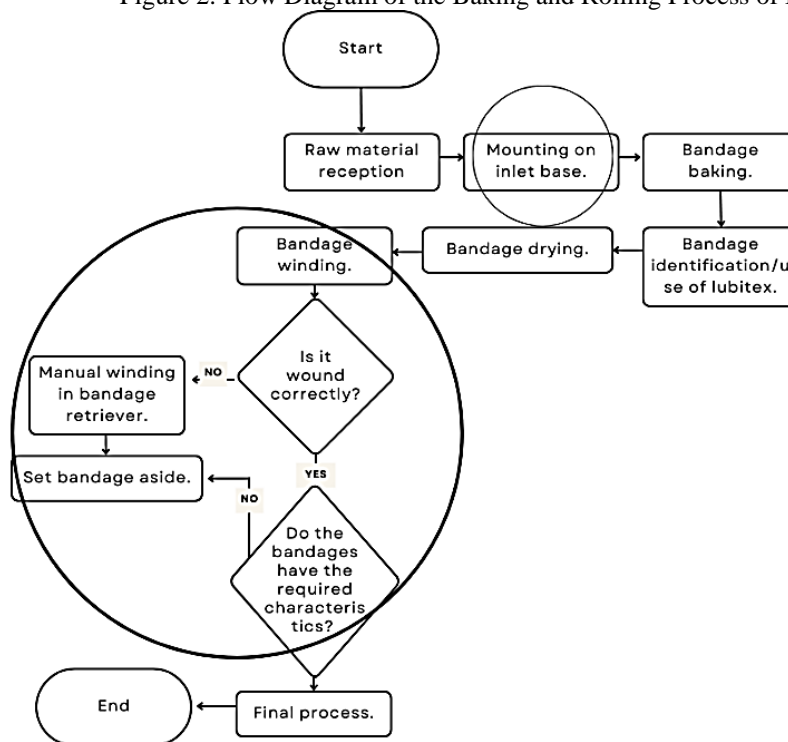 Figure 2. Flow Diagram of the Baking and Rolling Process of
Start
Raw material
reception
Mounting on
inlet base.
Bandage
baking.
Bandage
identification/u
se of lubitex.
Bandage drying.
Bandage
winding.
Is it
wound
correctly?
NO
Manual winding
in bandage
retriever.
Set bandage aside.
YES
NO
Do the
bandages
have the
required
characteris
tics?
Final process.
End